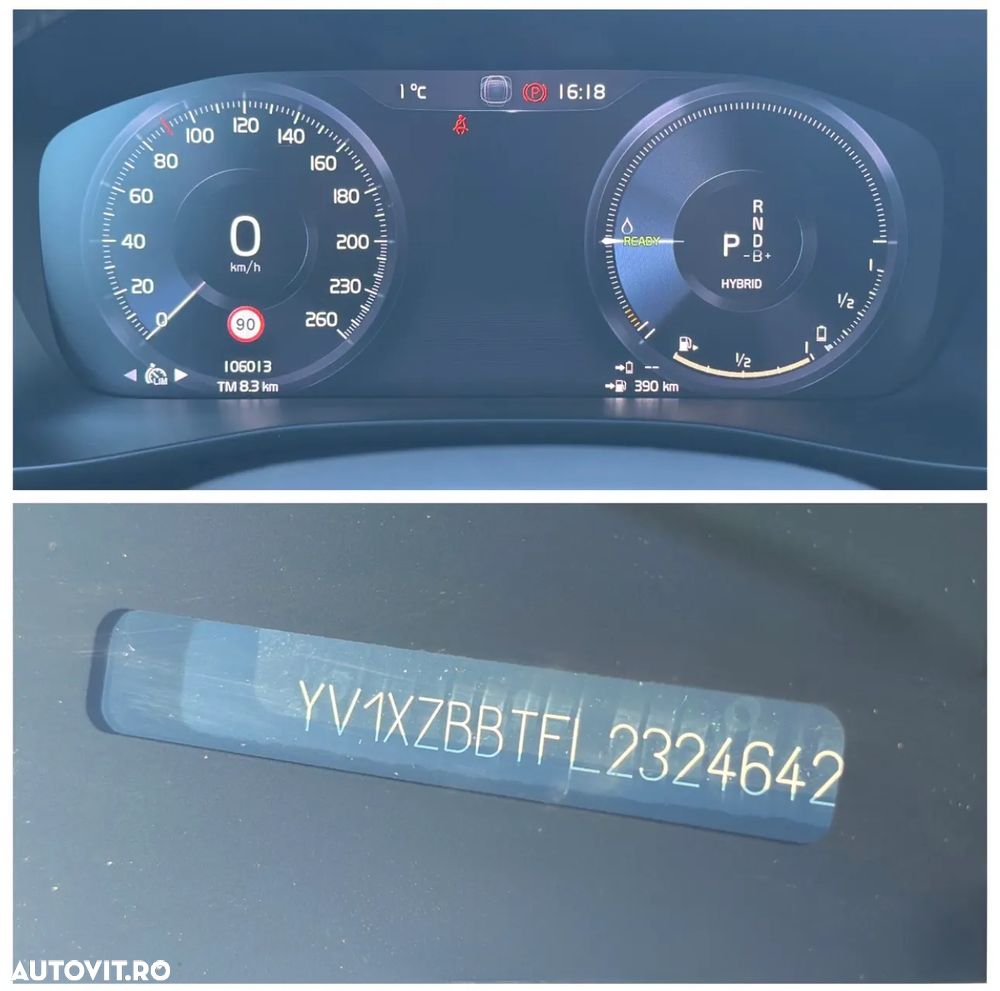 1 °C
P
16:18
0
20
40
60
80
100
120
140
160
180
200
230
260
0
km/h
90
LIM
106013
TM 8.3 km
READY
P
R
N
D
-B+
HYBRID
1
1/2
1/2
1
--
390 km
YV1XZBBTFL2324642
AUTOVIT.RO